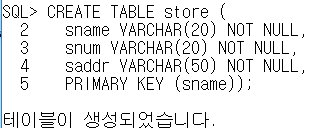 SQL> CREATE TABLE store (
2 sname VARCHAR(20) NOT NULL,
3 snum VARCHAR(20) NOT NULL,
4 saddr VARCHAR(50) NOT NULL,
5 PRIMARY KEY (sname));
테이블이 생성되었습니다.